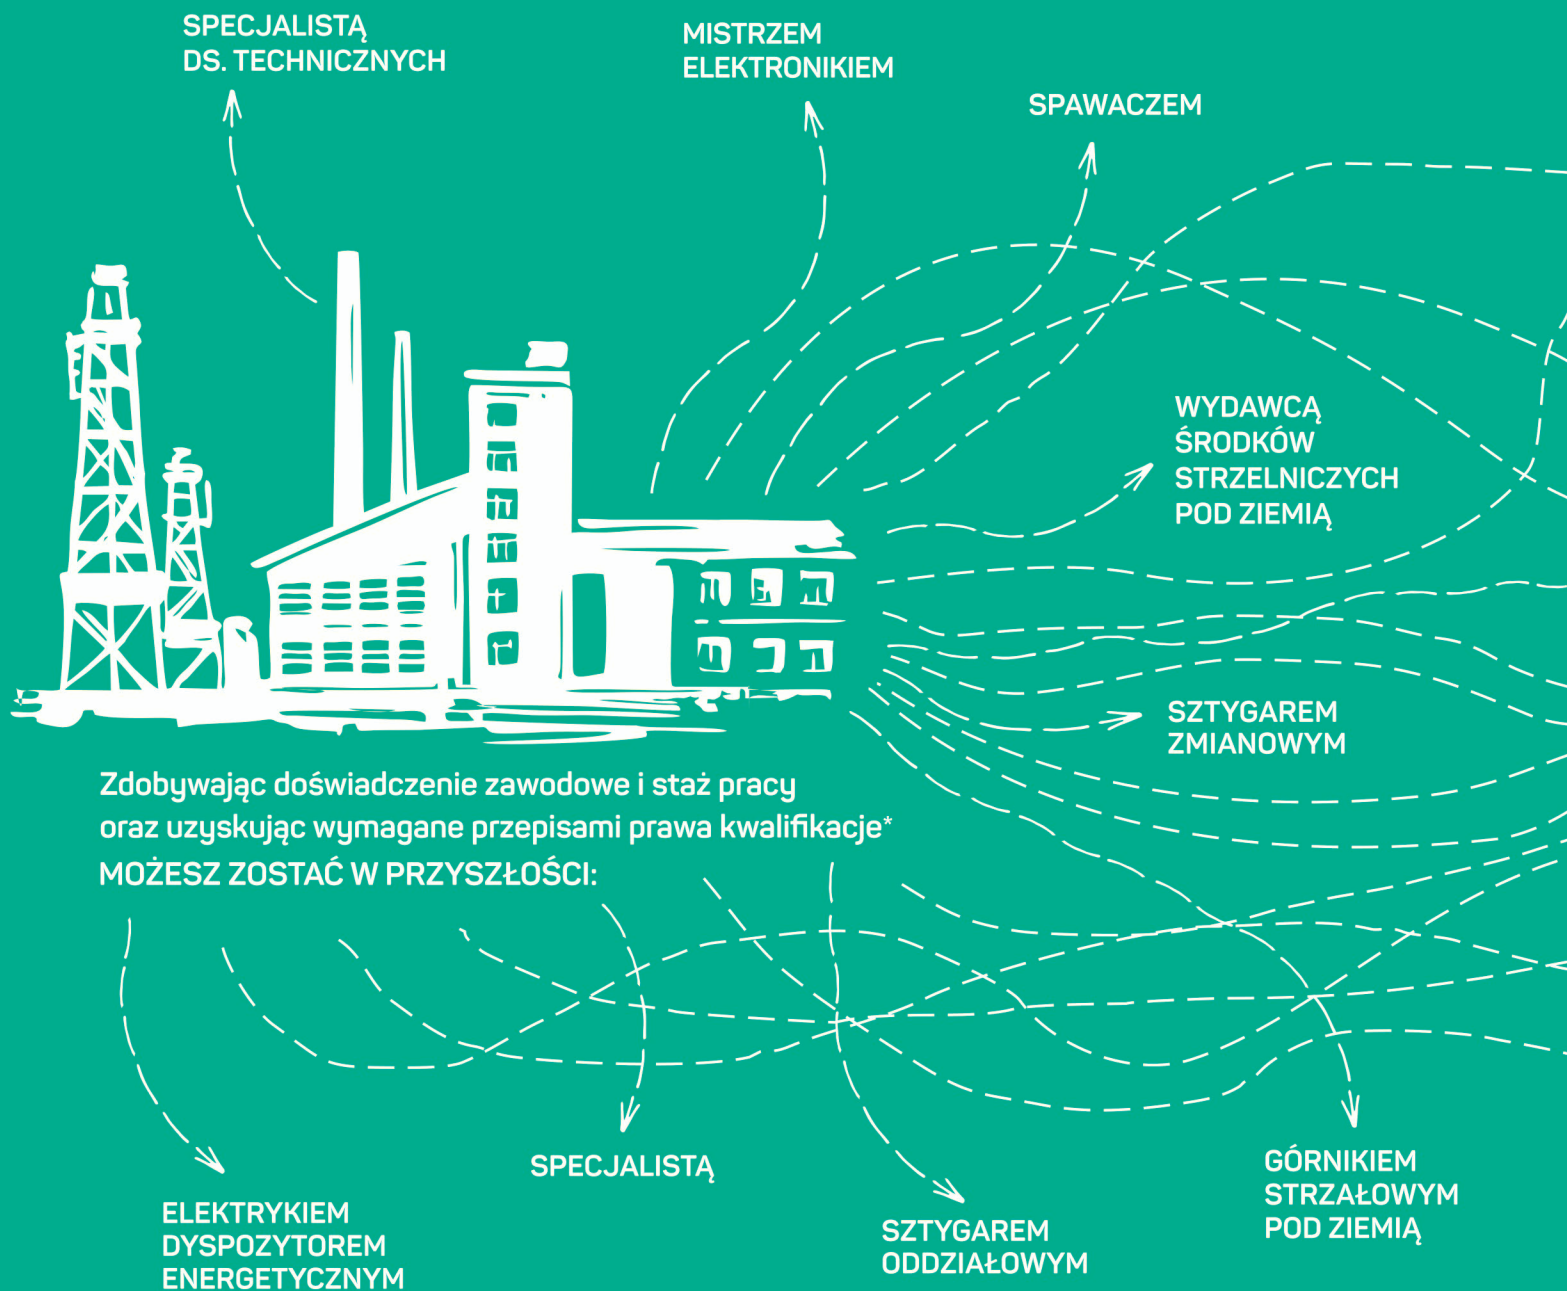 SPECJALISTĄ
DS. TECHNICZNYCH
MISTRZEM
ELEKTRONIKIEM
SPAWACZEM
WYDAWCĄ
ŚRODKÓW
STRZELNICZYCH
POD ZIEMIĄ
SZTYGAREM
ZMIANOWYM
Zdobywając doświadczenie zawodowe i staż pracy
oraz uzyskując wymagane przepisami prawa kwalifikacje*
MOŻESZ ZOSTAĆ W PRZYSZŁOŚCI:
SPECJALISTĄ
GÓRNIKIEM
STRZAŁOWYM
POD ZIEMIĄ
ELEKTRYKIEM
DYSPOZYTOREM
ENERGETYCZNYM
SZTYGAREM
ODDZIAŁOWYM